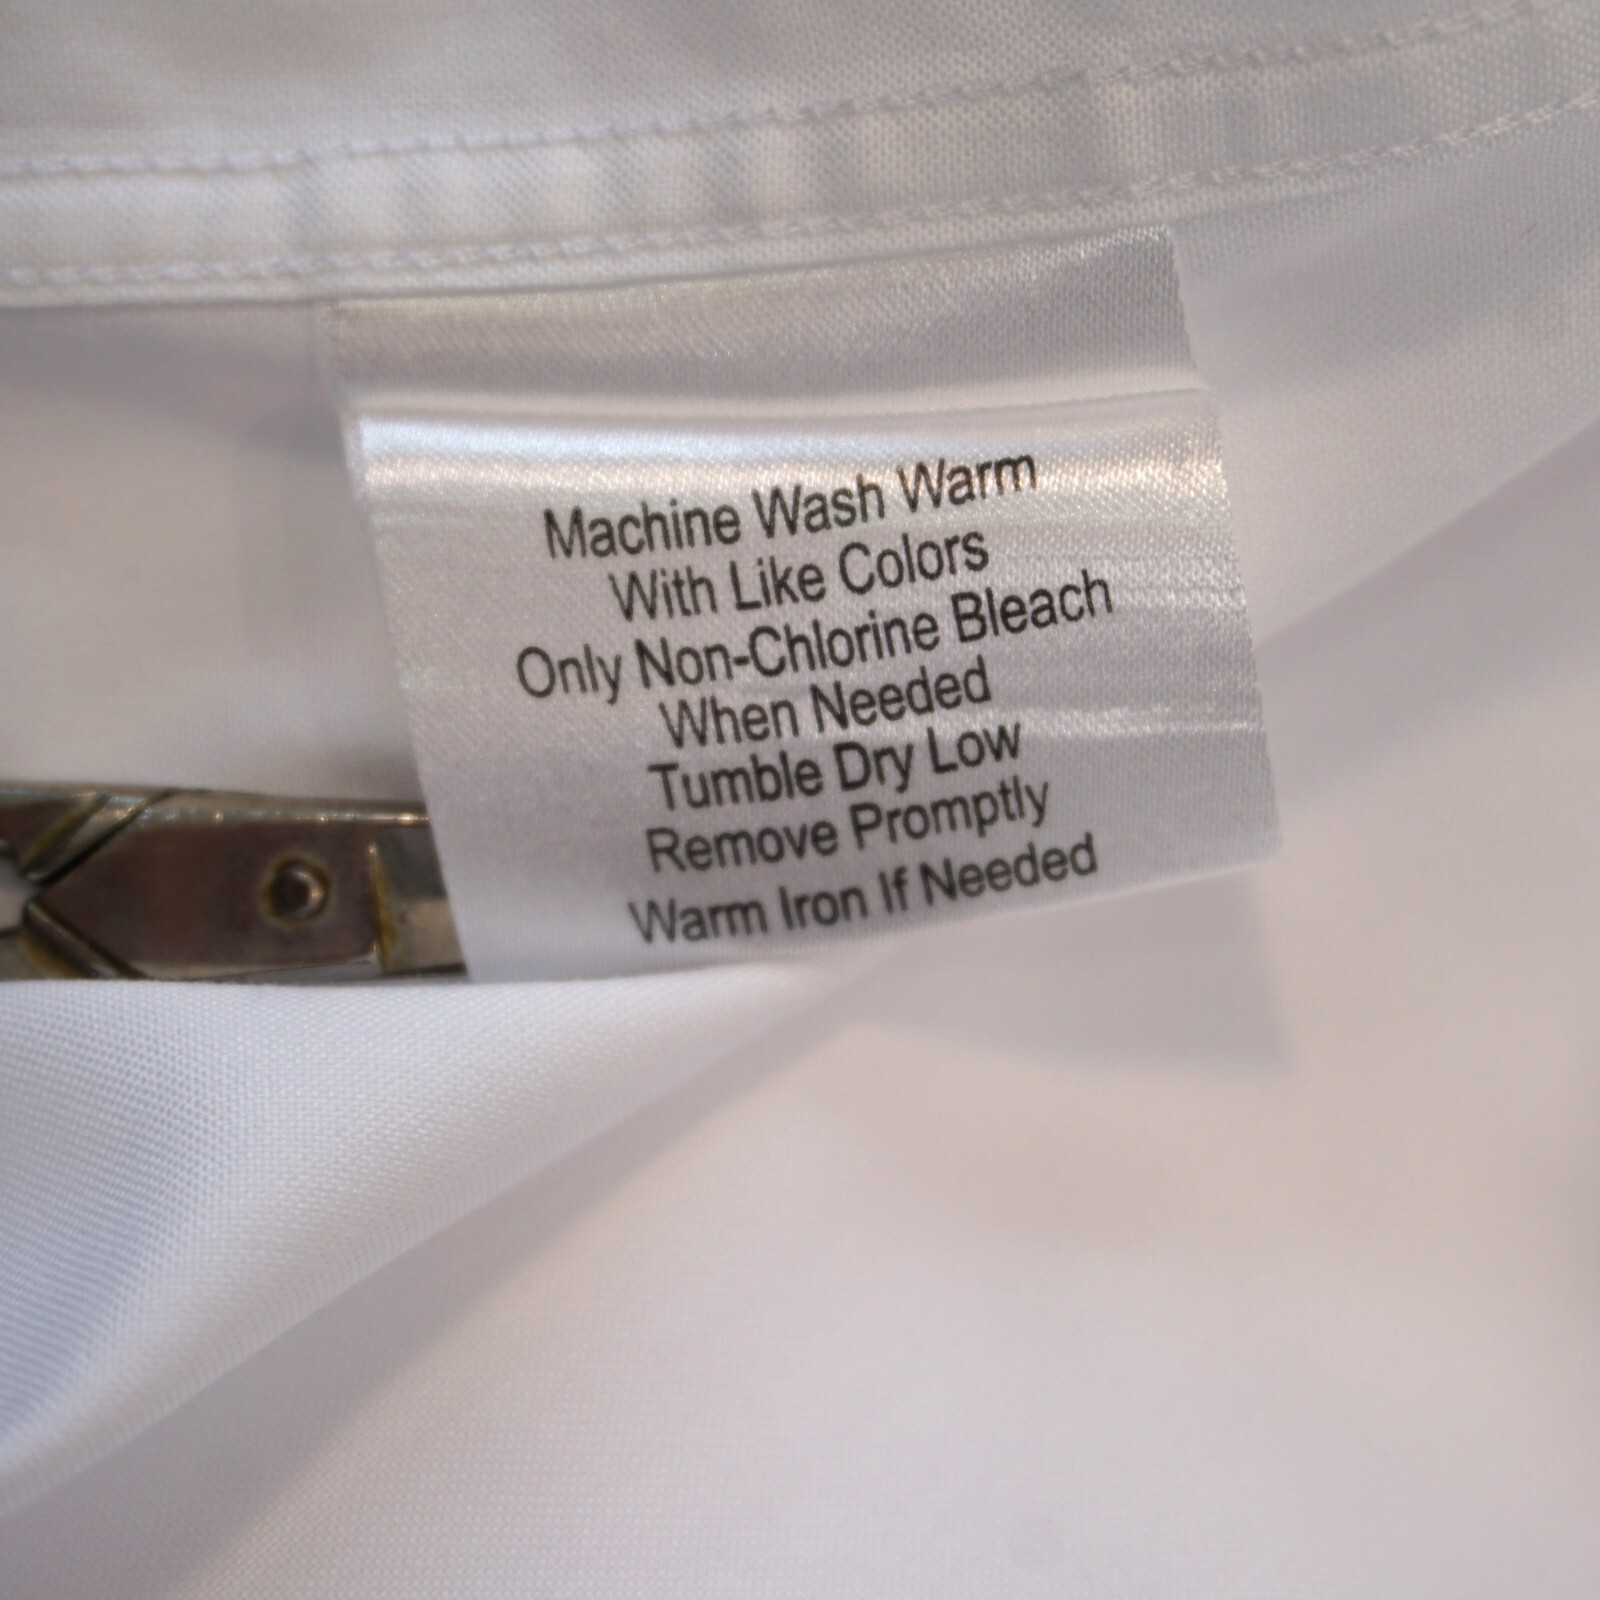 Machine Wash Warm
With Like Colors
Only Non-Chlorine Bleach
When Needed
Tumble Dry Low
Remove Promptly
Warm Iron If Needed